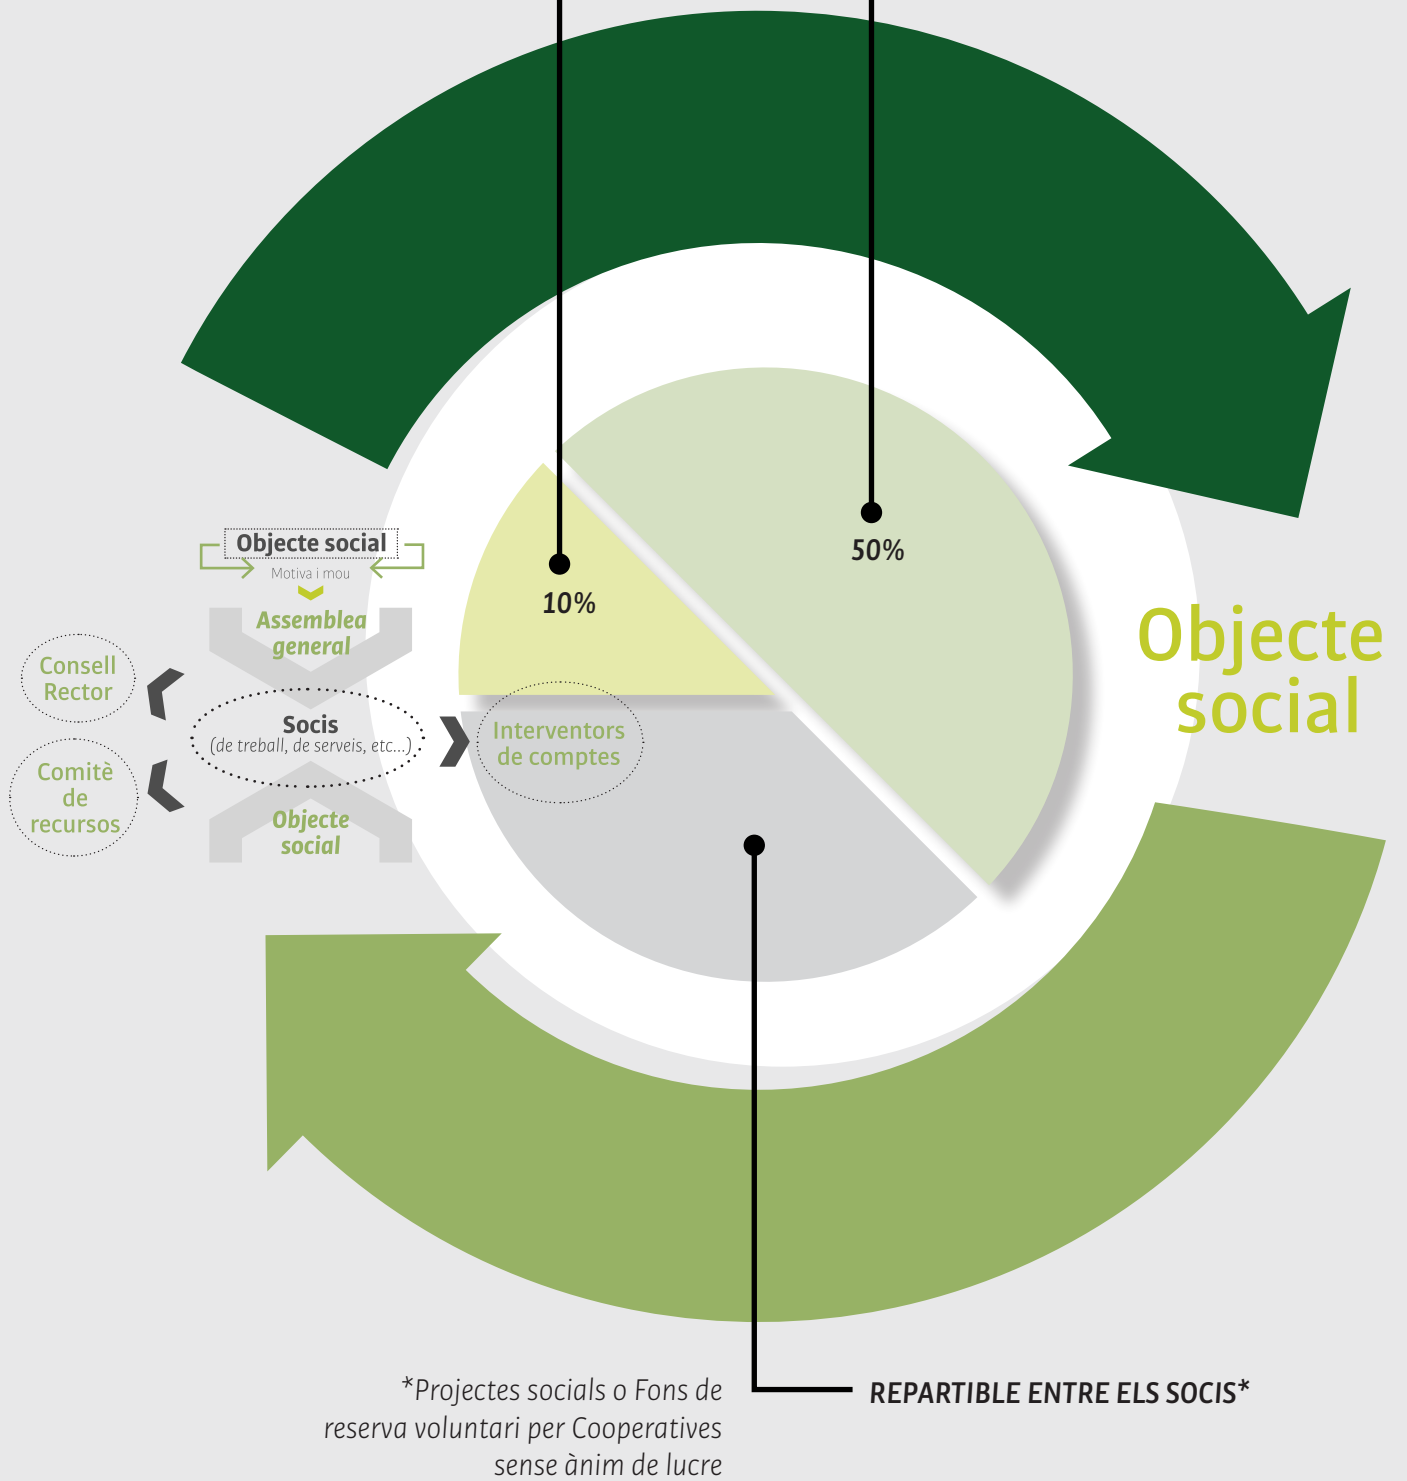 50%
10%
Objecte social
Motiva i mou
Assemblea
general
Consell
Rector
Socis
(de treball, de serveis, etc...)
Interventors
de comptes
Comitè
de
recursos
Objecte
social
Objecte
social
*Projectes socials o Fons de
reserva voluntari per Cooperatives
sense ànim de lucre
REPARTIBLE ENTRE ELS SOCIS*